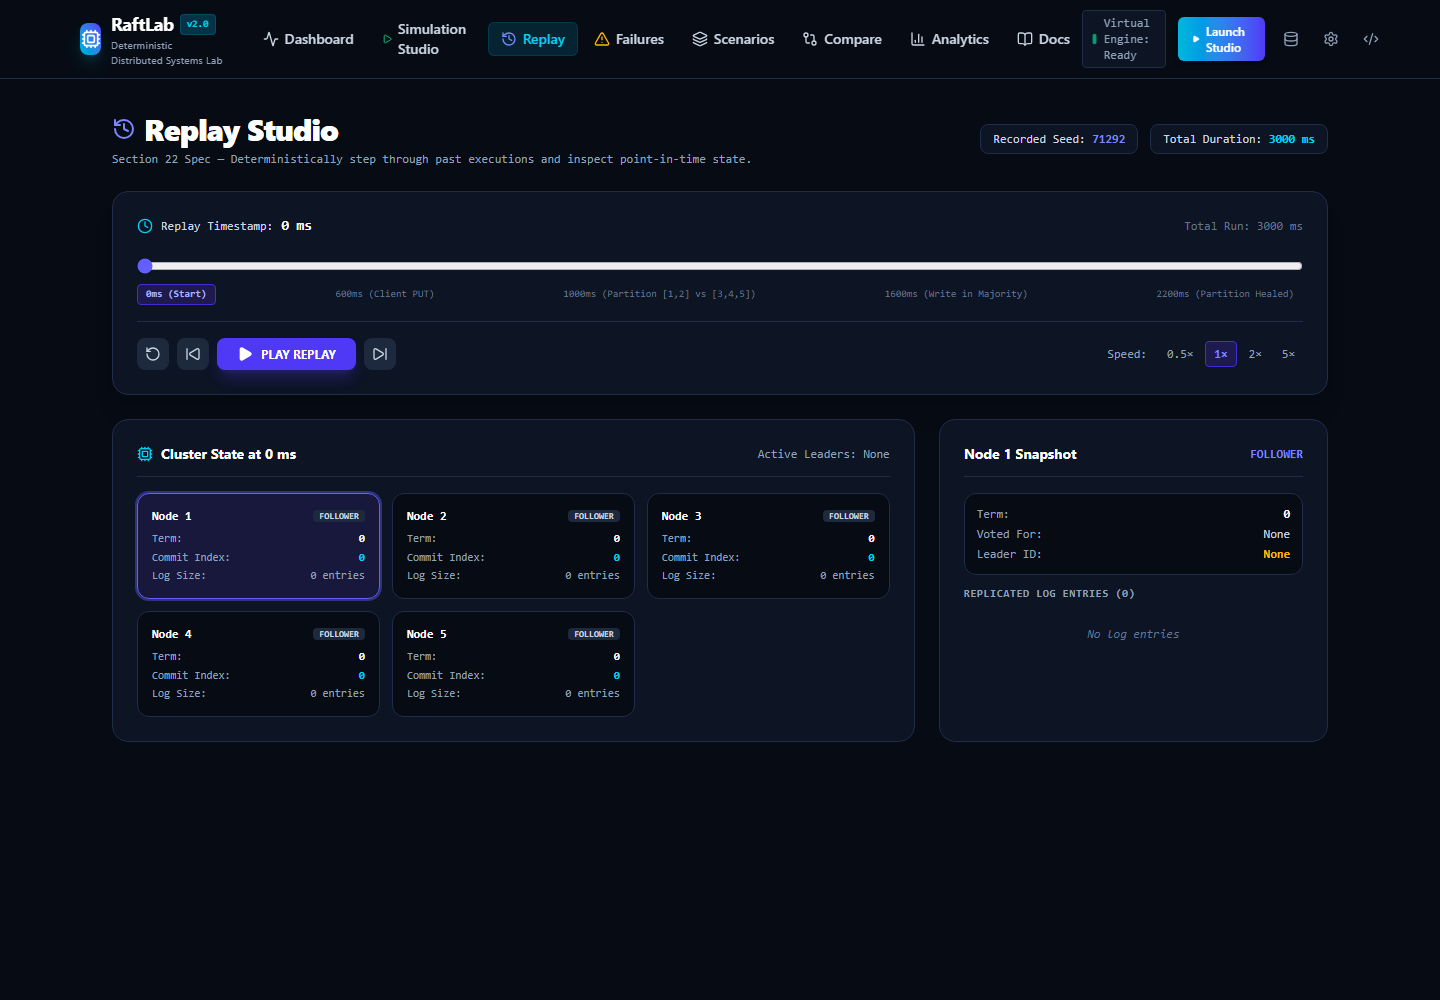 RaftLab v2.0
Deterministic
Distributed Systems Lab
Dashboard
Simulation
Studio
Replay
Failures
Scenarios
Compare
Analytics
Docs
Virtual
Engine:
Ready
Launch
Studio
Replay Studio
Section 22 Spec — Deterministically step through past executions and inspect point-in-time state.
Recorded Seed: 71292
Total Duration: 3000 ms
Replay Timestamp: 0 ms
Total Run: 3000 ms
0ms (Start)
600ms (Client PUT)
1000ms (Partition [1,2] vs [3,4,5])
1600ms (Write in Majority)
2200ms (Partition Healed)
PLAY REPLAY
Speed: 0.5× 1× 2× 5×
Cluster State at 0 ms
Active Leaders: None
Node 1 FOLLOWER
Term: 0
Commit Index: 0
Log Size: 0 entries
Node 2 FOLLOWER
Term: 0
Commit Index: 0
Log Size: 0 entries
Node 3 FOLLOWER
Term: 0
Commit Index: 0
Log Size: 0 entries
Node 4 FOLLOWER
Term: 0
Commit Index: 0
Log Size: 0 entries
Node 5 FOLLOWER
Term: 0
Commit Index: 0
Log Size: 0 entries
Node 1 Snapshot
FOLLOWER
Term: 0
Voted For: None
Leader ID: None
REPLICATED LOG ENTRIES (0)
No log entries